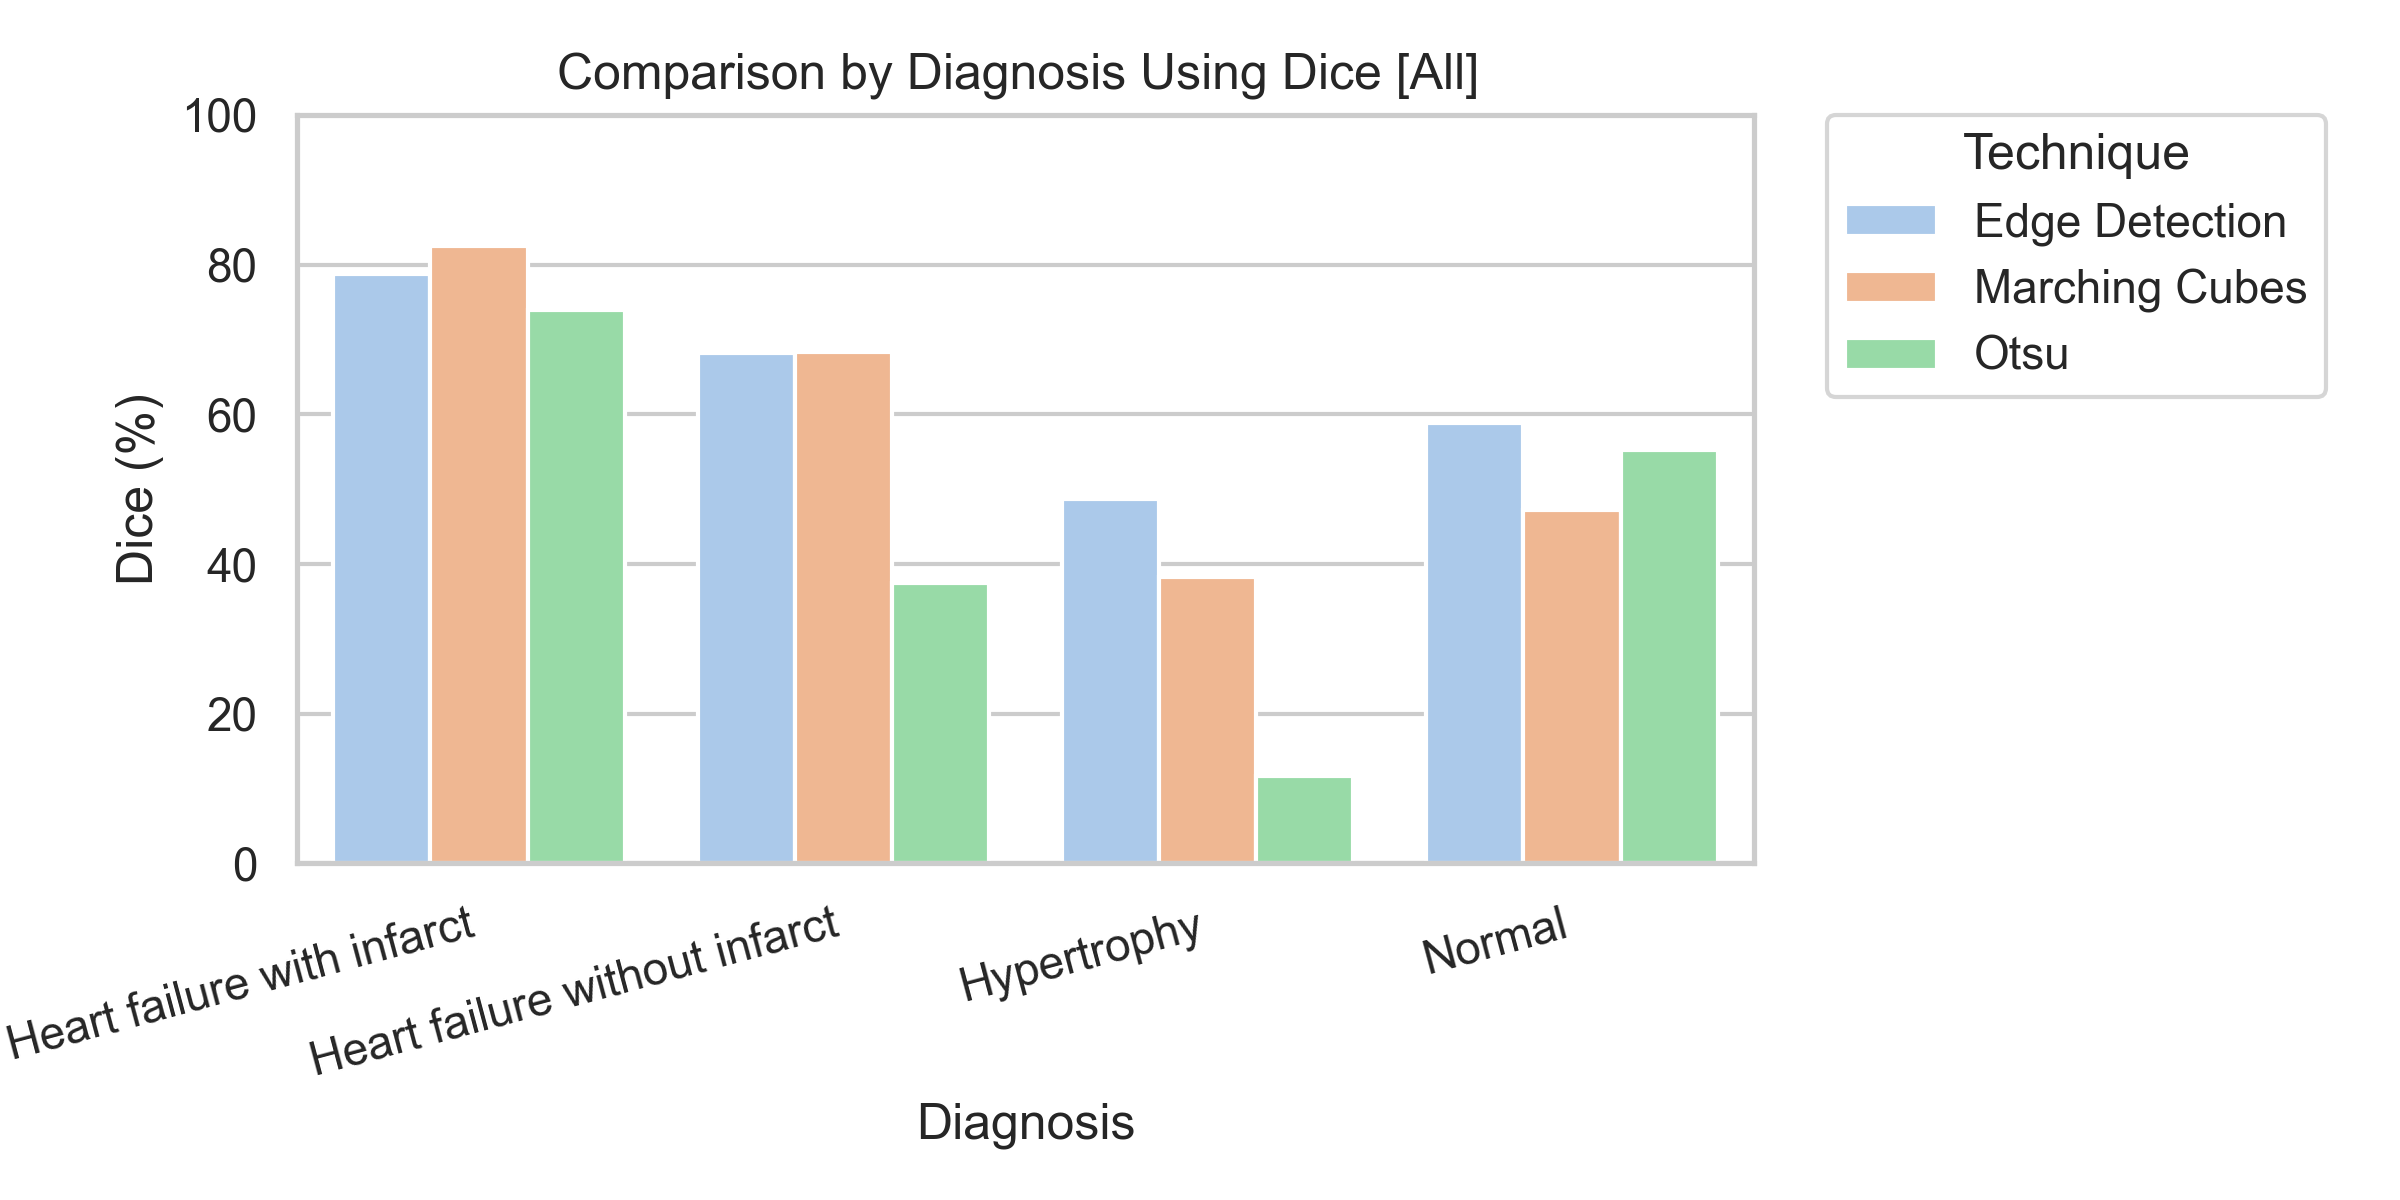 Comparison by Diagnosis Using Dice [All]
100
80
60
40
20
0
Dice (%)
Heart failure with infarct
Heart failure without infarct
Hypertrophy
Normal
Diagnosis
Technique
Edge Detection
Marching Cubes
Otsu